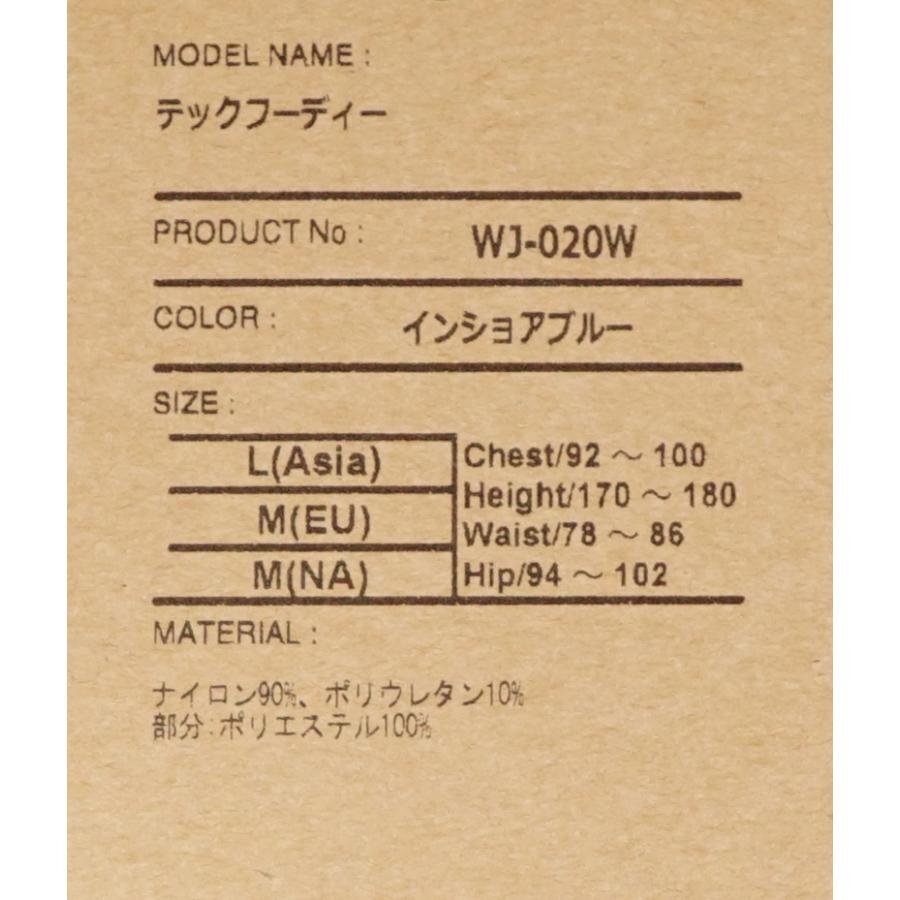 MODEL NAME :
テックフーディー
PRODUCT No : WJ-020W
COLOR : インショアブルー
SIZE :
L(Asia)
M(EU)
M(NA)
Chest/92 ～ 100
Height/170 ～ 180
Waist/78 ～ 86
Hip/94 ～ 102
MATERIAL :
ナイロン90%、ポリウレタン10%
部分:ポリエステル100%